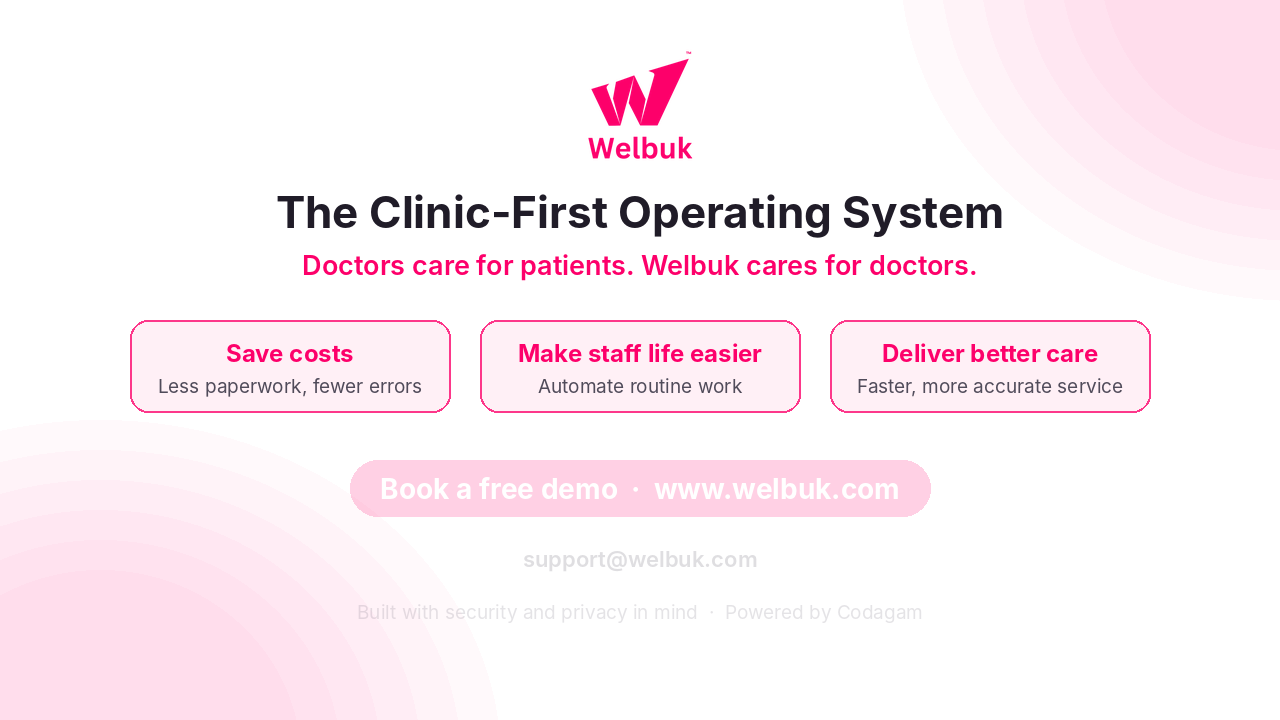 ™
Welbuk
The Clinic-First Operating System
Doctors care for patients. Welbuk cares for doctors.
Save costs
Less paperwork, fewer errors
Make staff life easier
Automate routine work
Deliver better care
Faster, more accurate service
Book a free demo · www.welbuk.com
support@welbuk.com
Built with security and privacy in mind · Powered by Codagam